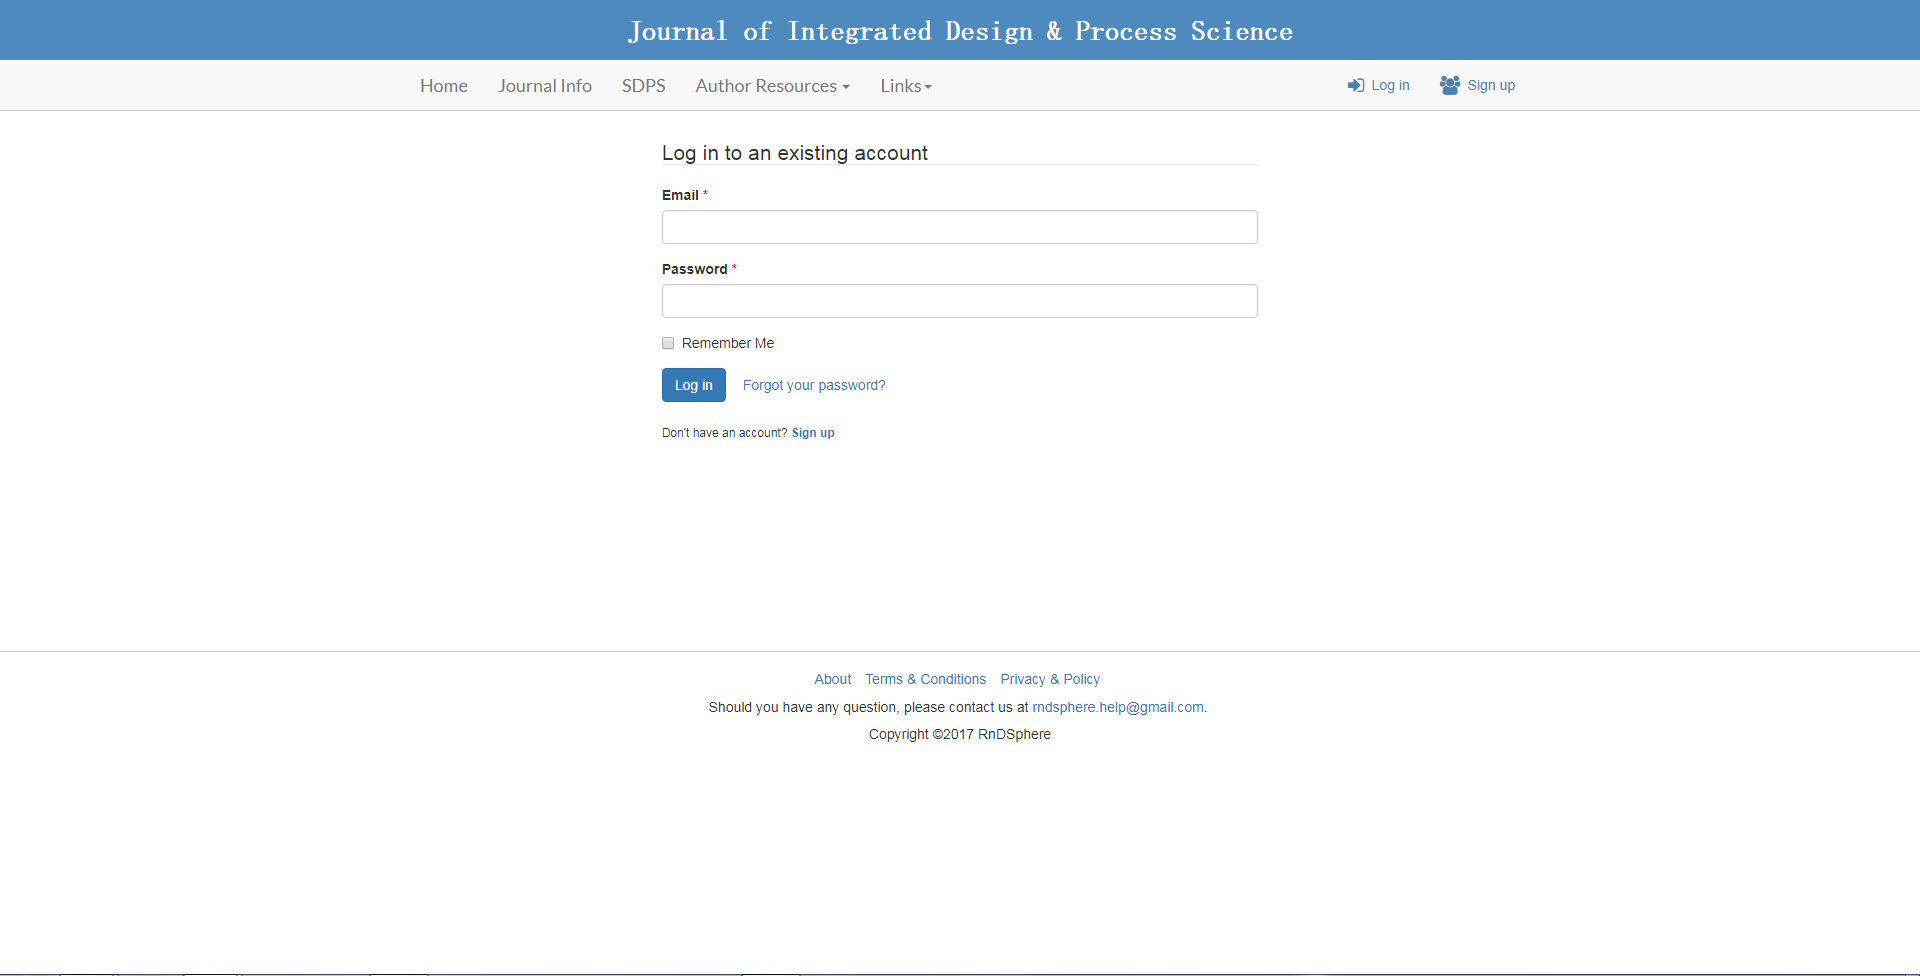 Journal of Integrated Design & Process Science
Home Journal Info SDPS Author Resources Links Log in Sign up
Log in to an existing account
Email *
Password *
Remember Me
Log in Forgot your password?
Don't have an account? Sign up
About Terms & Conditions Privacy & Policy
Should you have any question, please contact us at rndsphere.help@gmail.com.
Copyright ©2017 RnDSphere